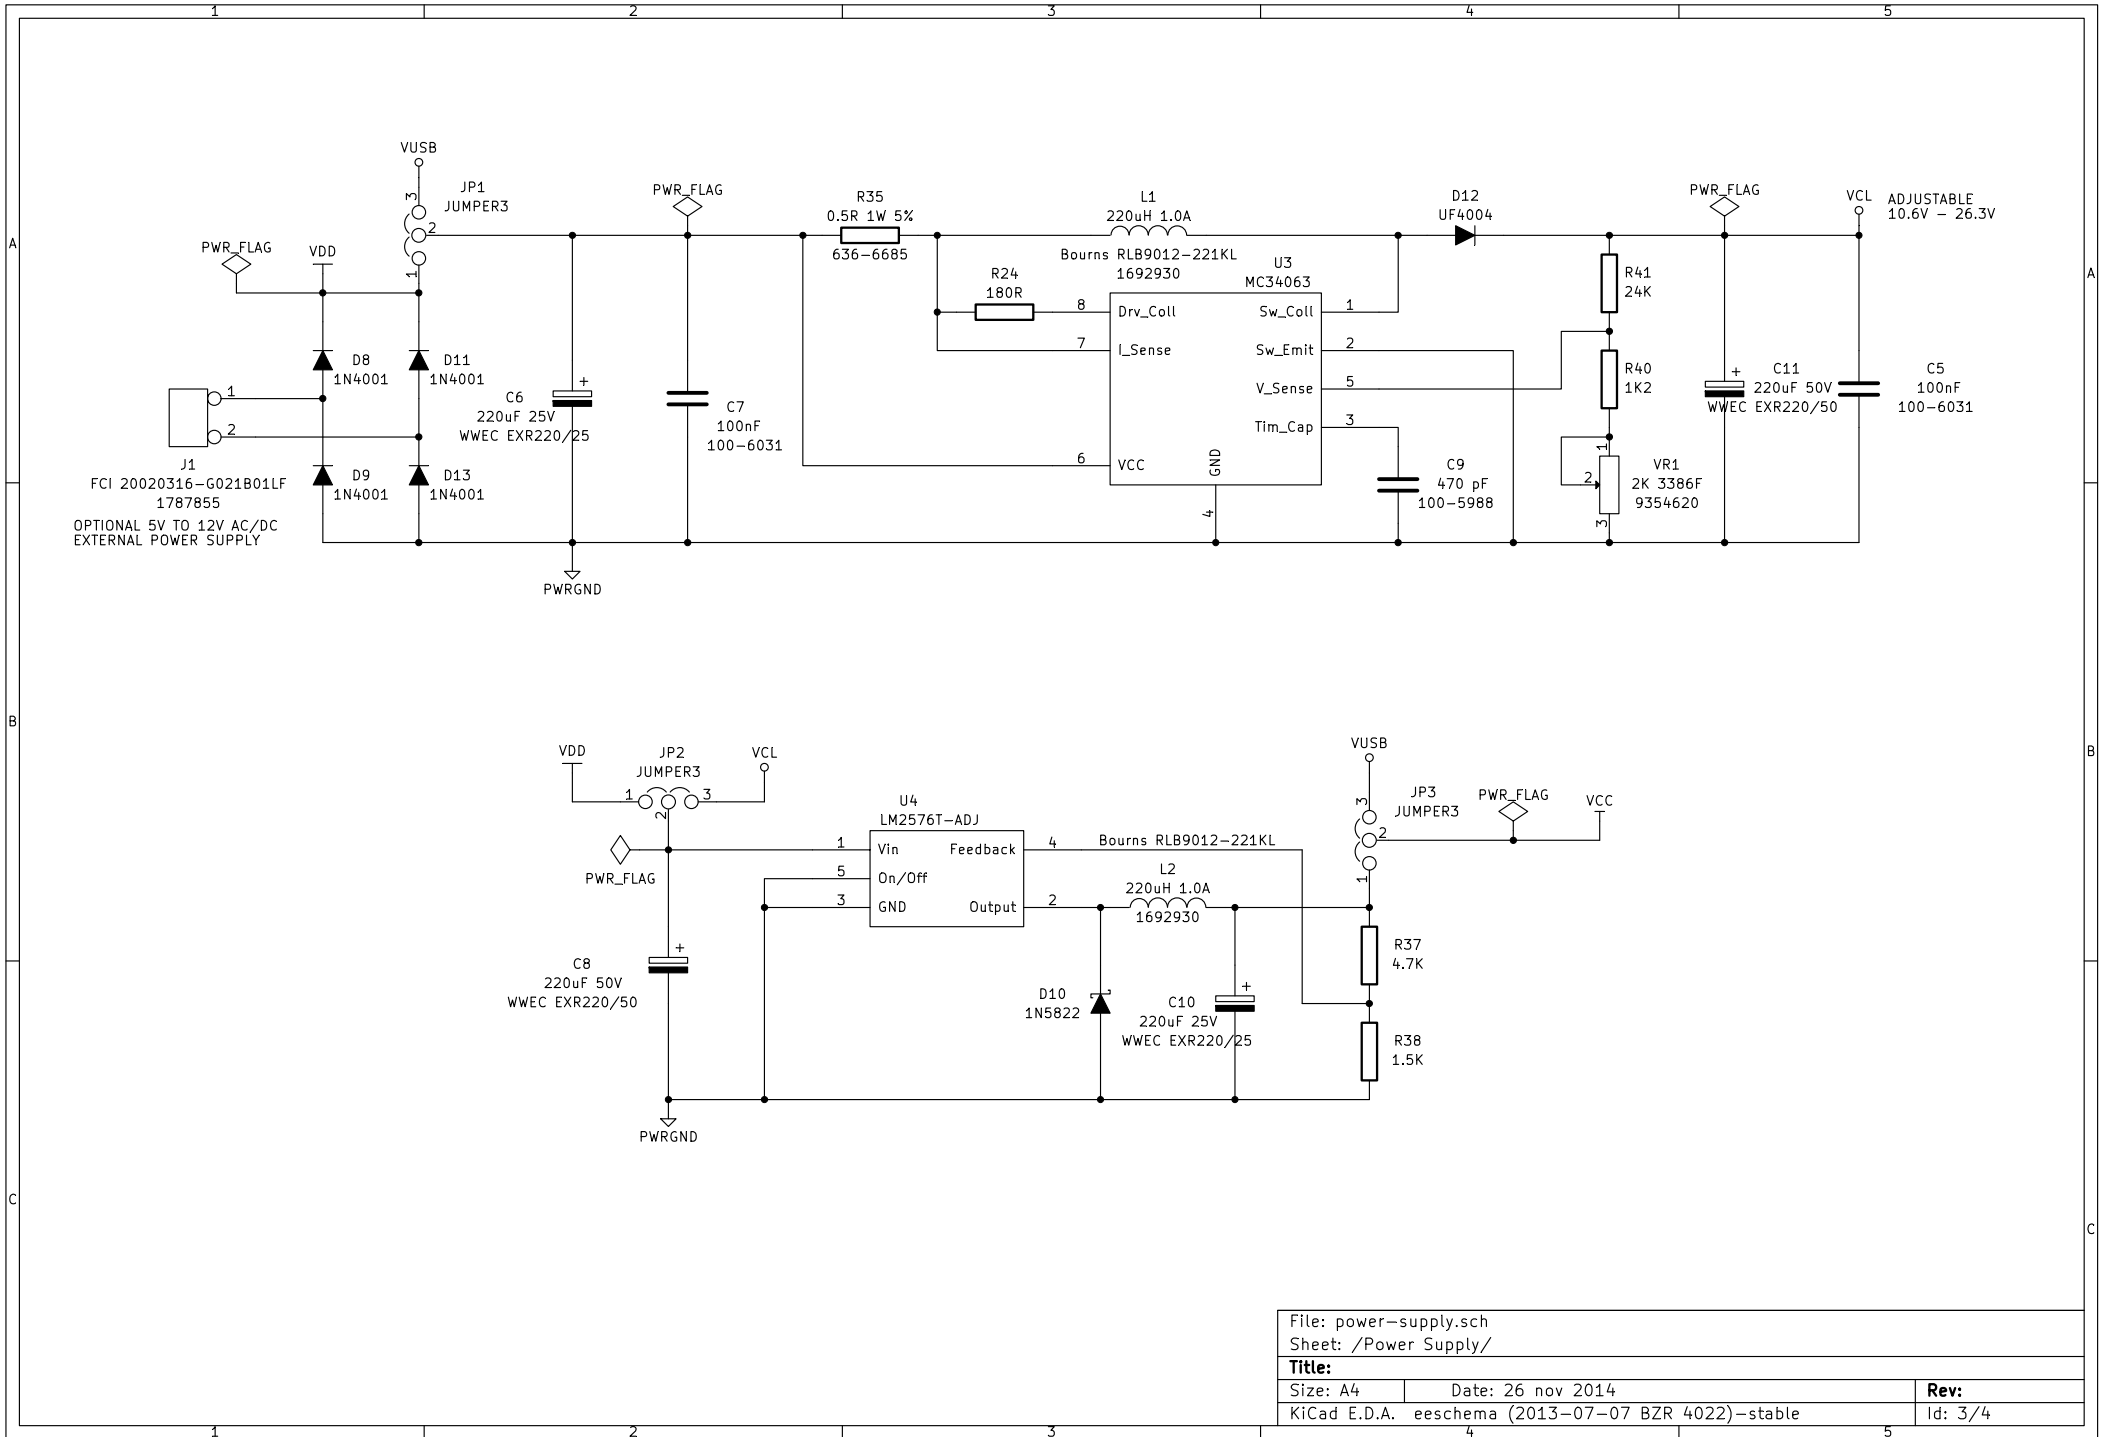 1 2 3 4 5
A
A
B
B
C
C
VUSB
3
JP1
JUMPER3
2
1
PWR_FLAG
VDD
D8
1N4001
D11
1N4001
1
2
J1
FCI 20020316-G021B01LF
1787855
OPTIONAL 5V TO 12V AC/DC
EXTERNAL POWER SUPPLY
D9
1N4001
D13
1N4001
+
C6
220uF 25V
WWEC EXR220/25
PWRGND
PWR_FLAG
C7
100nF
100-6031
R35
0.5R 1W 5%
636-6685
R24
180R
L1
220uH 1.0A
Bourns RLB9012-221KL
1692930
U3
MC34063
8 Drv_Coll
7 I_Sense
6 VCC
Sw_Coll 1
Sw_Emit 2
V_Sense 5
Tim_Cap 3
GND
4
C9
470 pF
100-5988
D12
UF4004
R41
24K
R40
1K2
1
2
3
VR1
2K 3386F
9354620
PWR_FLAG
+
C11
220uF 50V
WWEC EXR220/50
VCL
ADJUSTABLE
10.6V – 26.3V
C5
100nF
100-6031
VDD
JP2
JUMPER3
VCL
1
2
3
PWR_FLAG
+
C8
220uF 50V
WWEC EXR220/50
PWRGND
U4
LM2576T-ADJ
1 Vin
5 On/Off
3 GND
Feedback 4
Output 2
Bourns RLB9012-221KL
L2
220uH 1.0A
1692930
D10
1N5822
+
C10
220uF 25V
WWEC EXR220/25
VUSB
3
JP3
JUMPER3
2
1
PWR_FLAG
VCC
R37
4.7K
R38
1.5K
File: power-supply.sch
Sheet: /Power Supply/
Title:
Size: A4
Date: 26 nov 2014
Rev:
KiCad E.D.A. eeschema (2013-07-07 BZR 4022)-stable
Id: 3/4
1 2 3 4 5